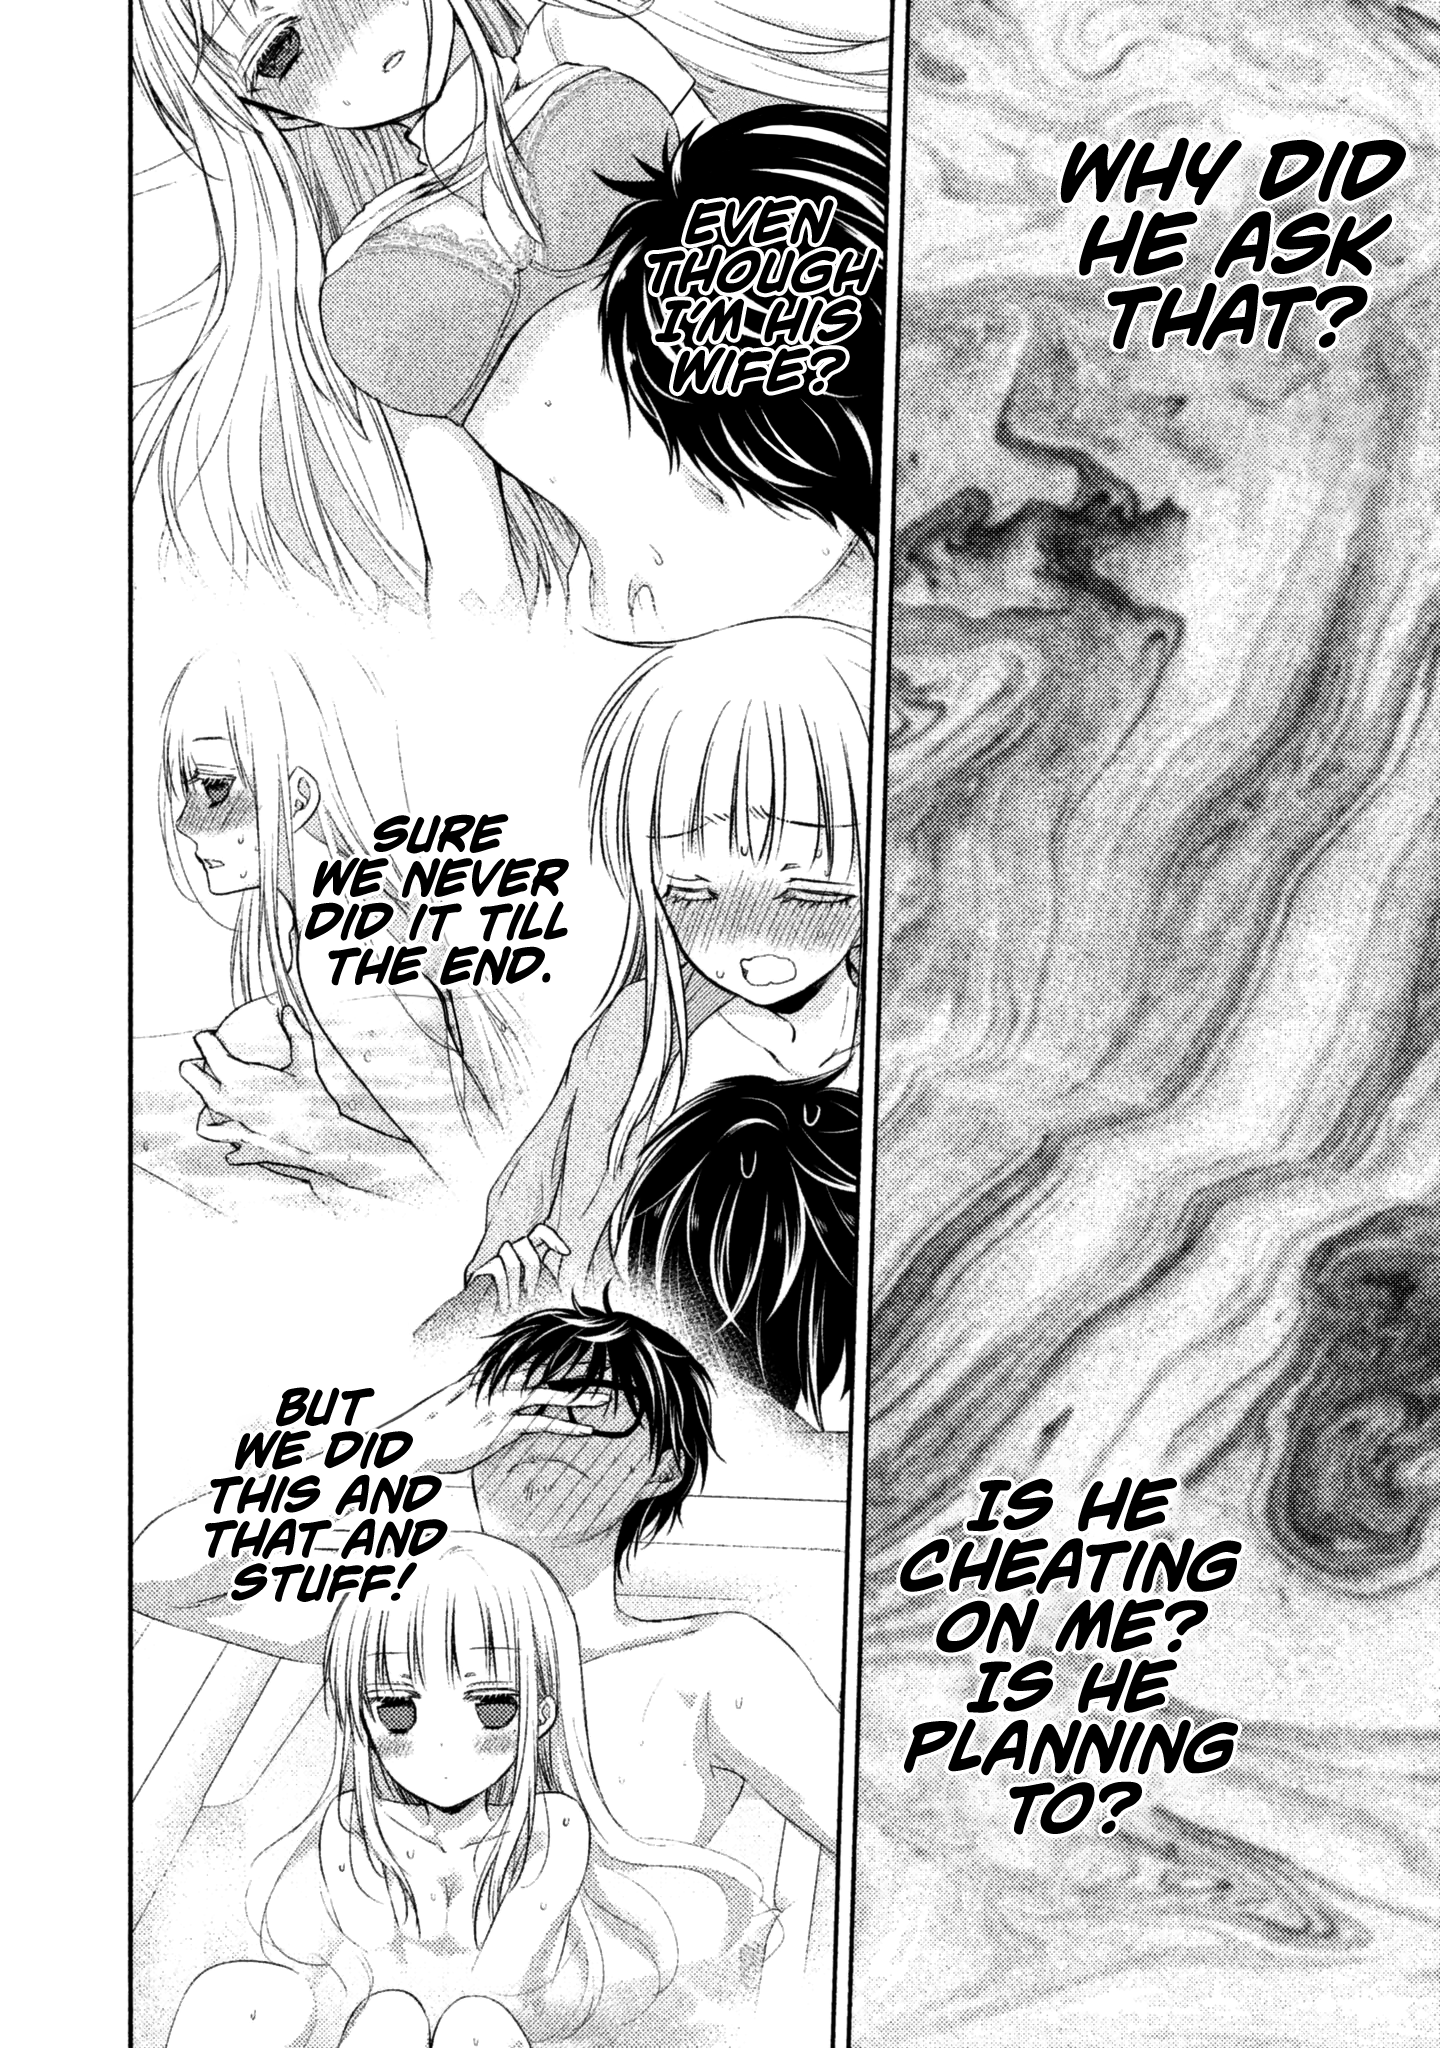 WHY DID
HE ASK
THAT?
IS HE
CHEATING
ON ME?
IS HE
PLANNING
TO?
EVEN
THOUGH
I'M HIS
WIFE?
SURE
WE NEVER
DID IT TILL
THE END.
BUT
WE DID
THIS AND
THAT AND
STUFF!